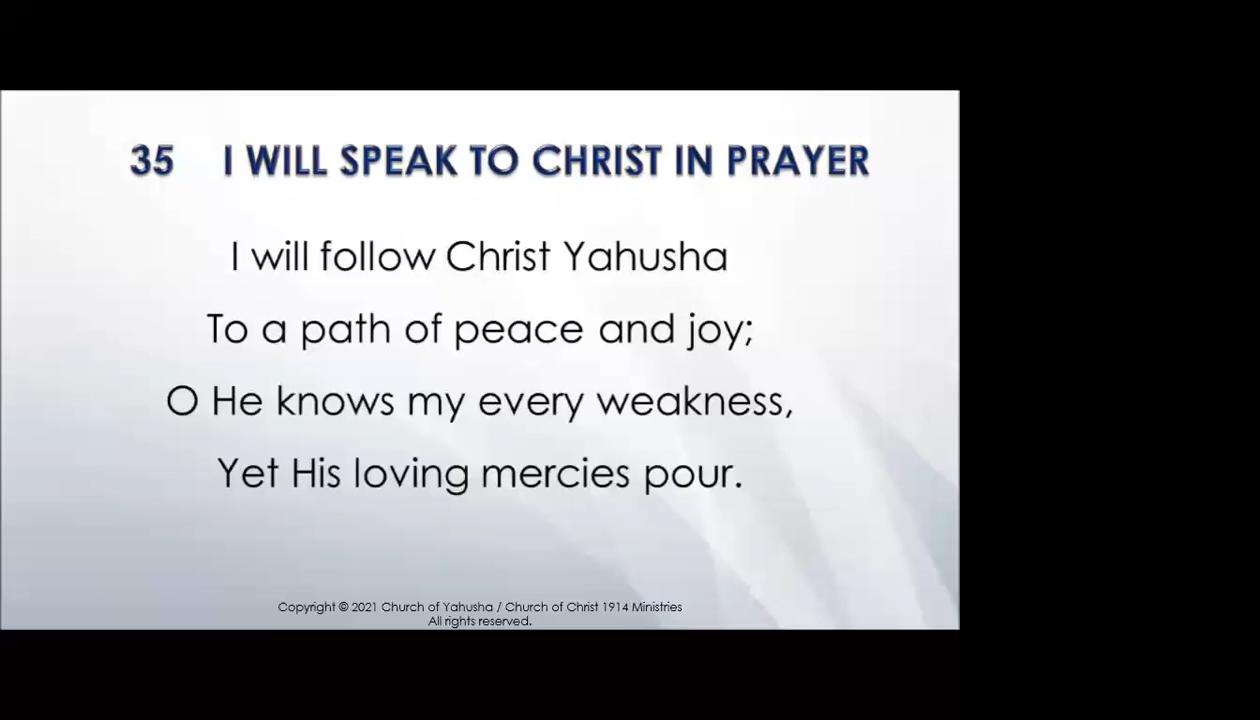 35 I WILL SPEAK TO CHRIST IN PRAYER
I will follow Christ Yahusha
To a path of peace and joy;
O He knows my every weakness,
Yet His loving mercies pour.
Copyright © 2021 Church of Yahusha / Church of Christ 1914 Ministries
All rights reserved.